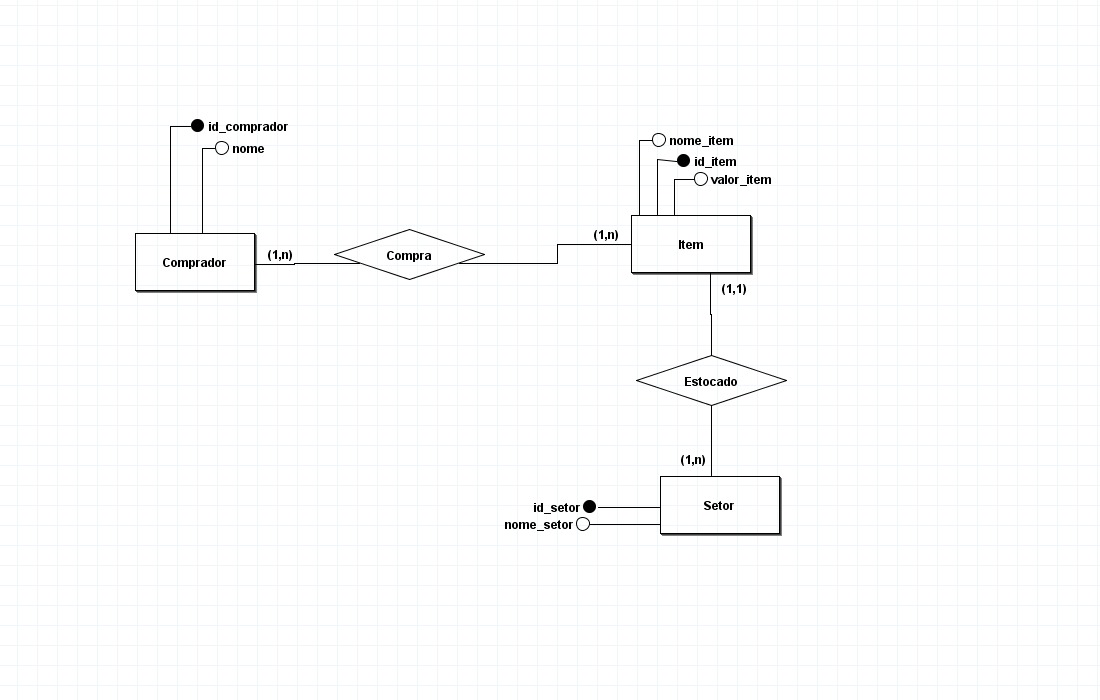 id_comprador
nome
nome_item
id_item
valor_item
(1,n)
Comprador
Compra
(1,n)
Item
(1,1)
Estocado
(1,n)
Setor
id_setor
nome_setor